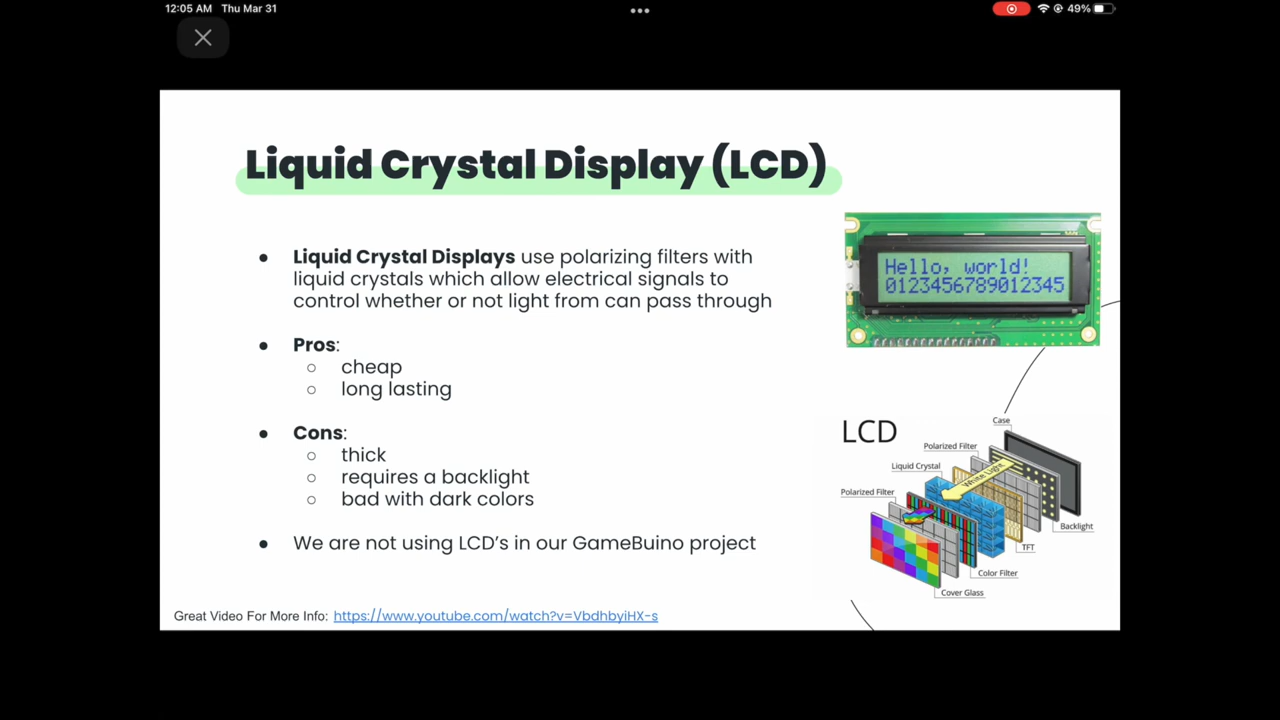 12:05 AM Thu Mar 31
49%
Liquid Crystal Display (LCD)
● Liquid Crystal Displays use polarizing filters with
liquid crystals which allow electrical signals to
control whether or not light from can pass through
● Pros:
○ cheap
○ long lasting
● Cons:
○ thick
○ requires a backlight
○ bad with dark colors
● We are not using LCD's in our GameBuino project
Great Video For More Info: https://www.youtube.com/watch?v=VbdhbyiHX-s
Hello, world!
0123456789012345
LCD
Case
Polarized Filter
Liquid Crystal
White Light
Polarized Filter
Backlight
TFT
Color Filter
Cover Glass